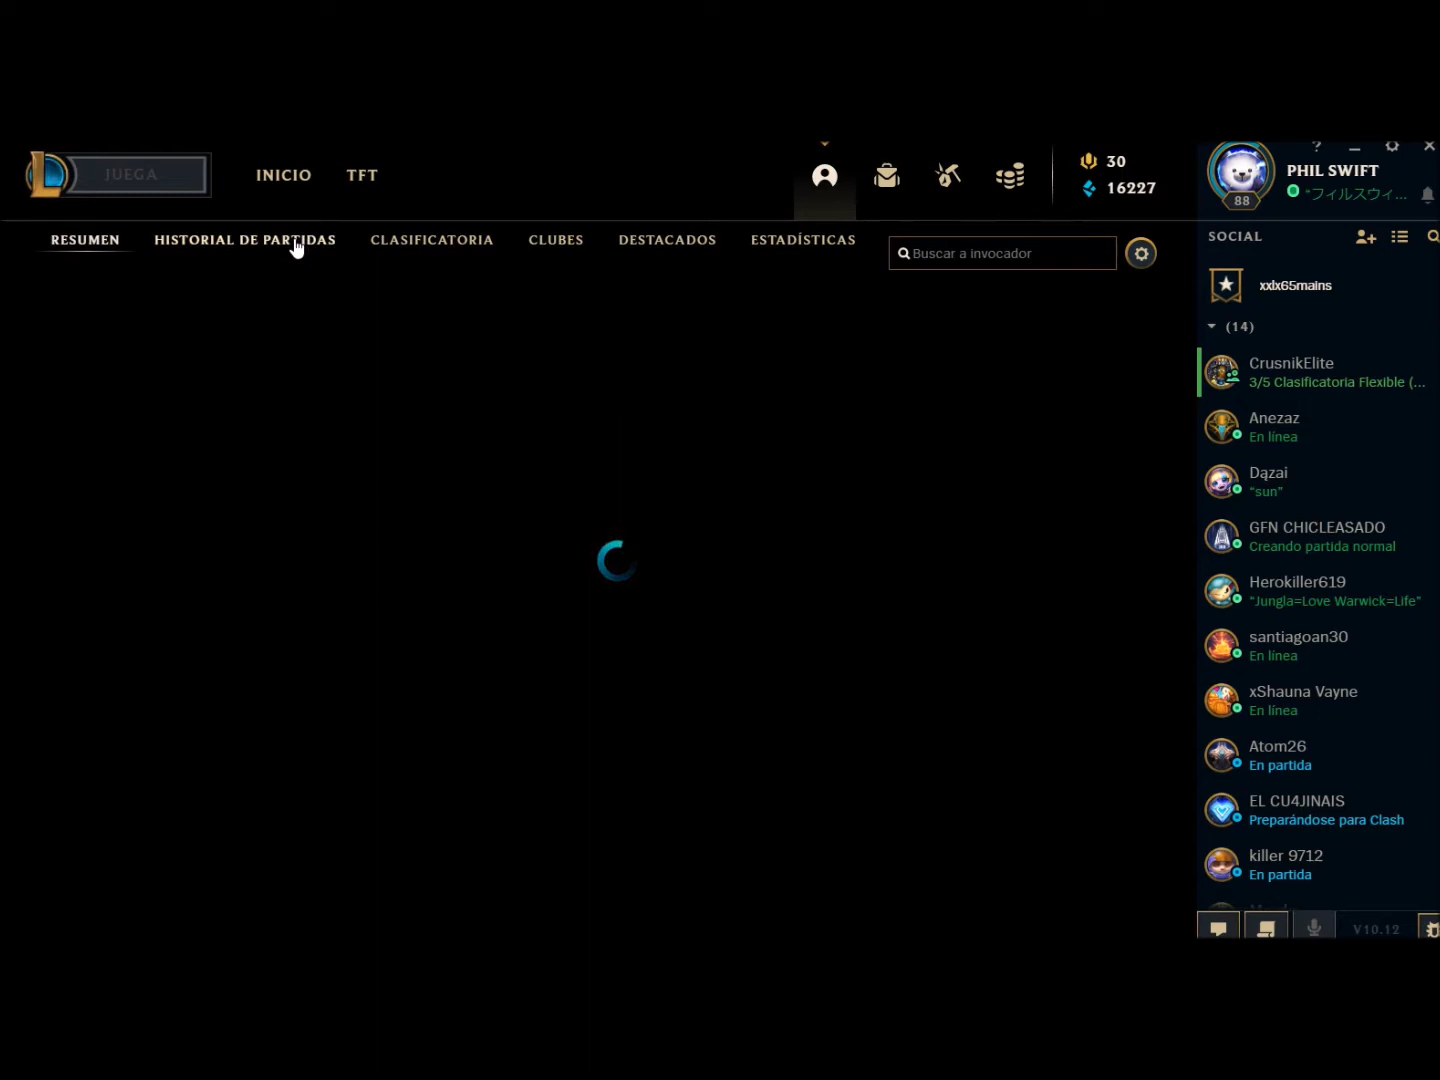 JUEGA
INICIO
TFT
30
16227
88
PHIL SWIFT
“フィルスウィ...
RESUMEN
HISTORIAL DE PARTIDAS
CLASIFICATORIA
CLUBES
DESTACADOS
ESTADÍSTICAS
Buscar a invocador
SOCIAL
xxlx65mains
(14)
CrusnikElite
3/5 Clasificatoria Flexible (...
Anezaz
En línea
Dązai
“sun”
GFN CHICLEASADO
Creando partida normal
Herokiller619
"Jungla=Love Warwick=Life"
santiagoan30
En línea
xShauna Vayne
En línea
Atom26
En partida
EL CU4JINAIS
Preparándose para Clash
killer 9712
En partida
V10.12